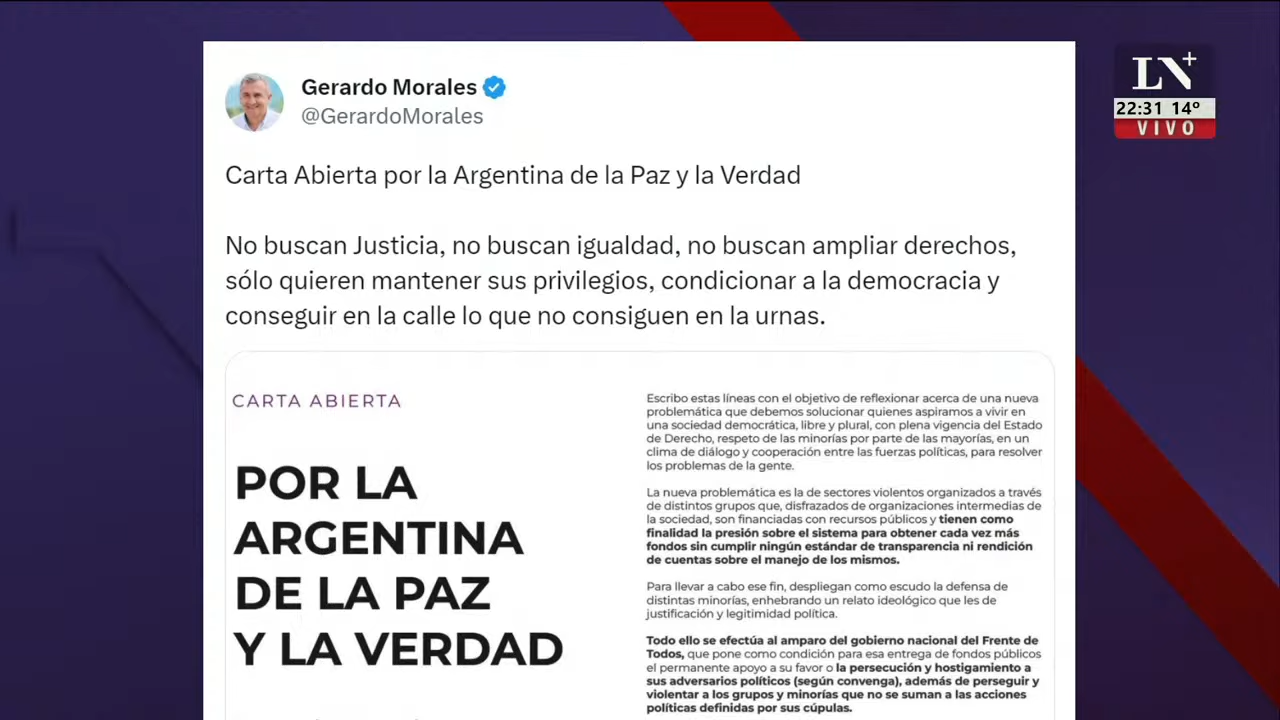 Gerardo Morales
@GerardoMorales
LN+
22:31 14º
VIVO
Carta Abierta por la Argentina de la Paz y la Verdad
No buscan Justicia, no buscan igualdad, no buscan ampliar derechos,
sólo quieren mantener sus privilegios, condicionar a la democracia y
conseguir en la calle lo que no consiguen en la urnas.
CARTA ABIERTA
POR LA
ARGENTINA
DE LA PAZ
Y LA VERDAD
Escribo estas líneas con el objetivo de reflexionar acerca de una nueva
problemática que debemos solucionar quienes aspiramos a vivir en
una sociedad democrática, libre y plural, con plena vigencia del Estado
de Derecho, respeto de las minorías por parte de las mayorías, en un
clima de diálogo y cooperación entre las fuerzas políticas, para resolver
los problemas de la gente.
La nueva problemática es la de sectores violentos organizados a través
de distintos grupos que, disfrazados de organizaciones intermedias de
la sociedad, son financiadas con recursos públicos y tienen como
finalidad la presión sobre el sistema para obtener cada vez más
fondos sin cumplir ningún estándar de transparencia ni rendición
de cuentas sobre el manejo de los mismos.
Para llevar a cabo ese fin, despliegan como escudo la defensa de
distintas minorías, enhebrando un relato ideológico que les de
justificación y legitimidad política.
Todo ello se efectúa al amparo del gobierno nacional del Frente de
Todos, que pone como condición para esa entrega de fondos públicos
el permanente apoyo a su favor o la persecución y hostigamiento a
sus adversarios políticos (según convenga), además de perseguir y
violentar a los grupos y minorías que no se suman a las acciones
políticas definidas por sus cúpulas.